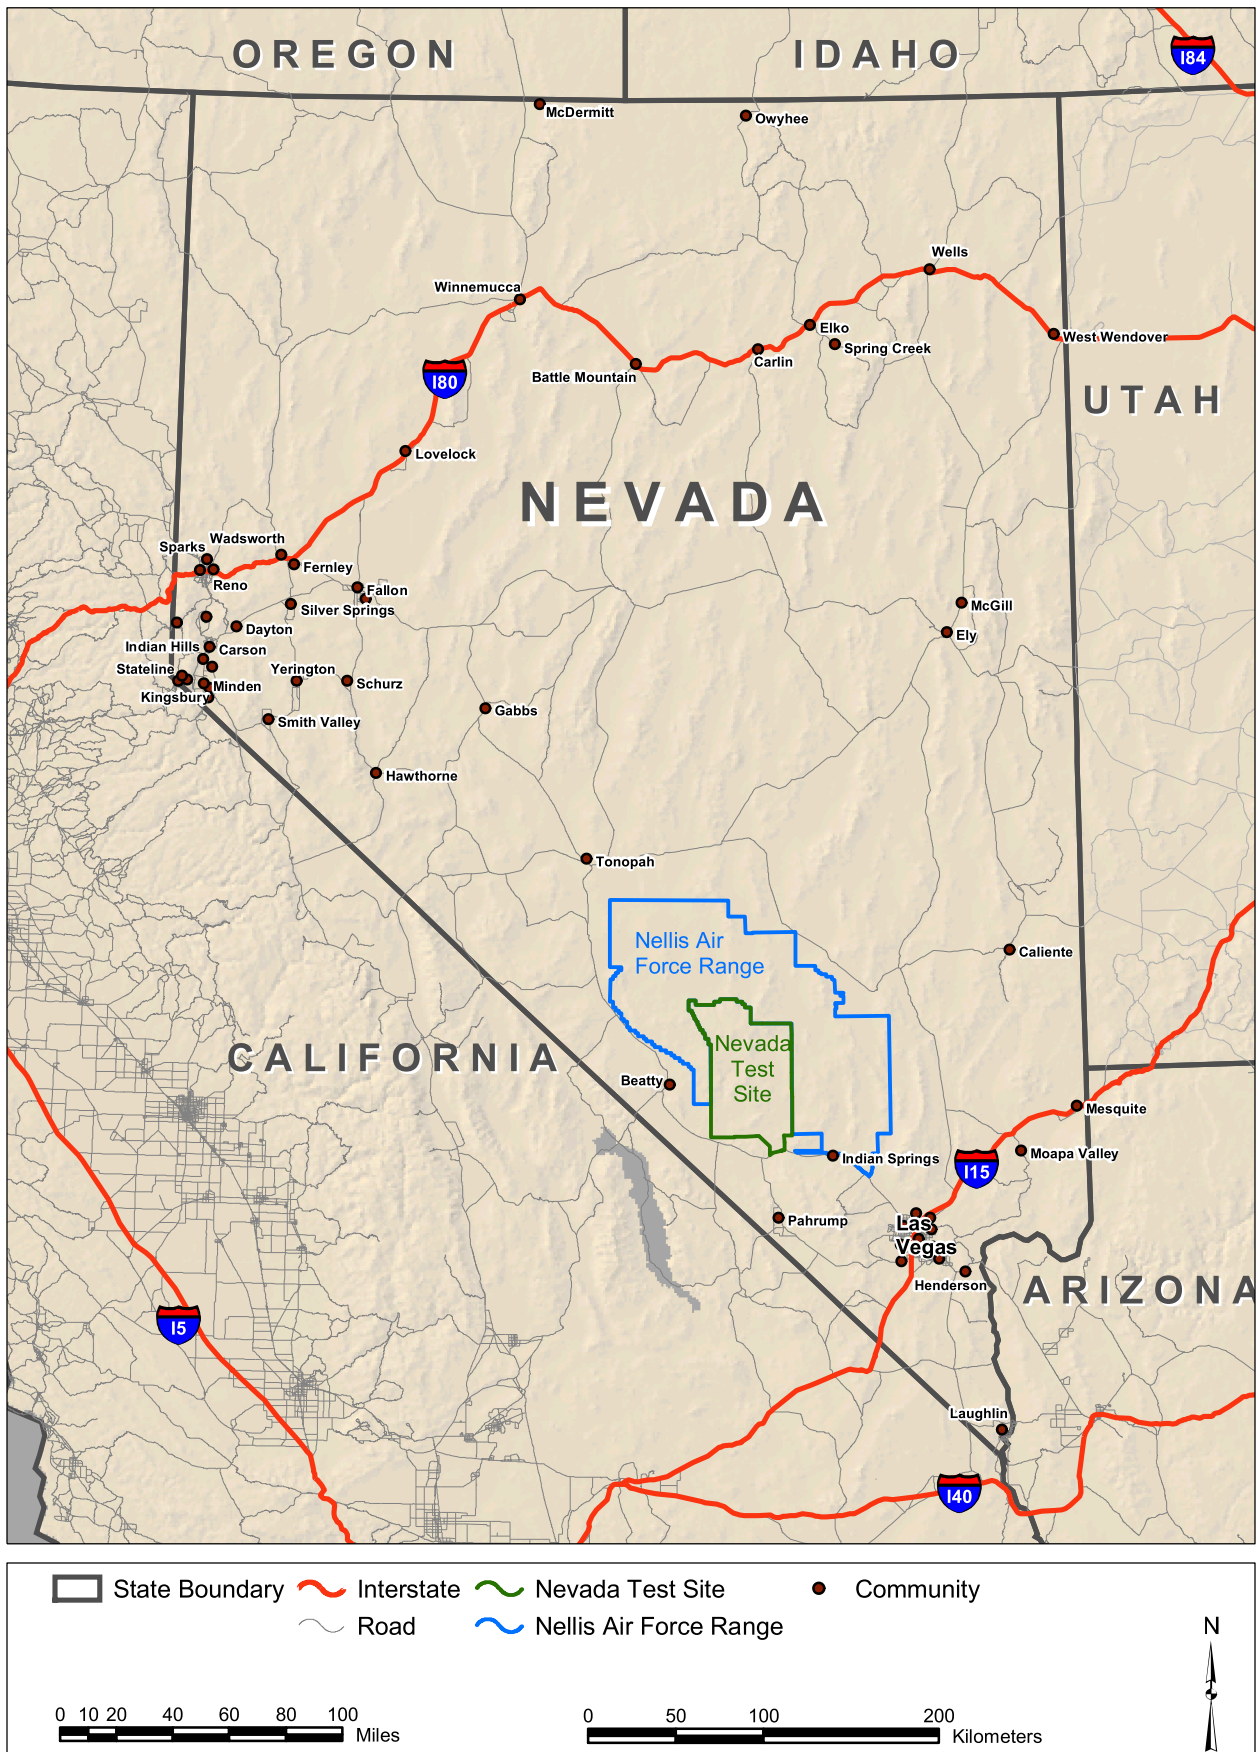 OREGON
IDAHO
I84
McDermitt
Owyhee
Wells
Winnemucca
Elko
West Wendover
Spring Creek
Carlin
Battle Mountain
I80
UTAH
Lovelock
NEVADA
Wadsworth
Sparks
Fernley
Reno
Fallon
McGill
Silver Springs
Dayton
Ely
Indian Hills
Carson
Stateline
Yerington
Schurz
Minden
Kingsbury
Gabbs
Smith Valley
Hawthorne
Tonopah
Nellis Air
Force Range
Caliente
Nevada
Test
Site
CALIFORNIA
Beatty
Mesquite
Moapa Valley
Indian Springs
I15
Pahrump
Las
Vegas
Henderson
ARIZONA
I5
Laughlin
I40
State Boundary
Interstate
Nevada Test Site
Community
Road
Nellis Air Force Range
N
0 10 20 40 60 80 100
Miles
0 50 100 200
Kilometers